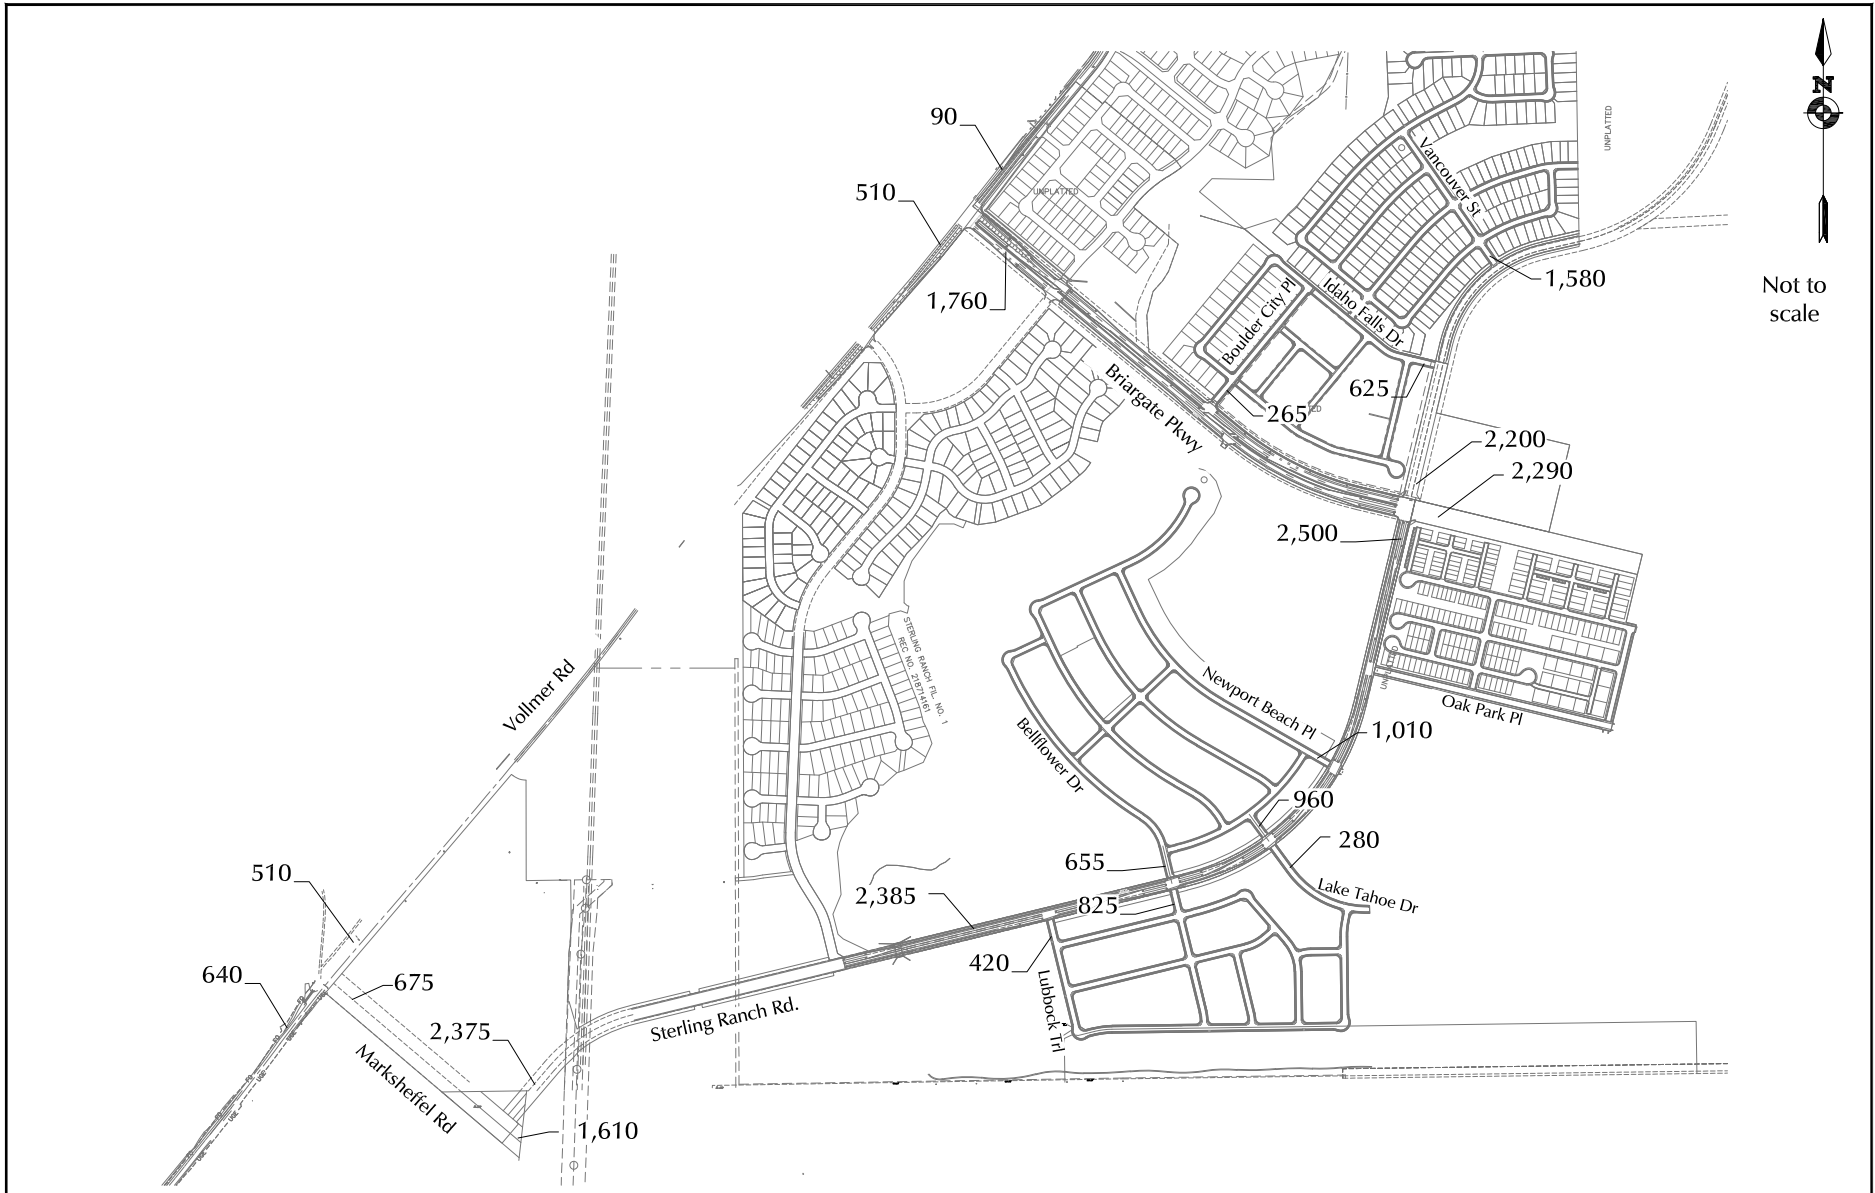 N
Not to
scale
90
510
1,760
UNPLATTED
UNPLATTED
Vancouver St
1,580
Boulder City Pl
Idaho Falls Dr
625
265
Briargate Pkwy
2,200
2,290
2,500
STERLING RANCH FIL. NO. 1
REC NO. 218714161
Vollmer Rd
Newport Beach Pl
Oak Park Pl
Bellflower Dr
1,010
960
280
655
Lake Tahoe Dr
2,385
825
420
Lubbock Trl
510
640
675
2,375
Sterling Ranch Rd.
Marksheffel Rd
1,610